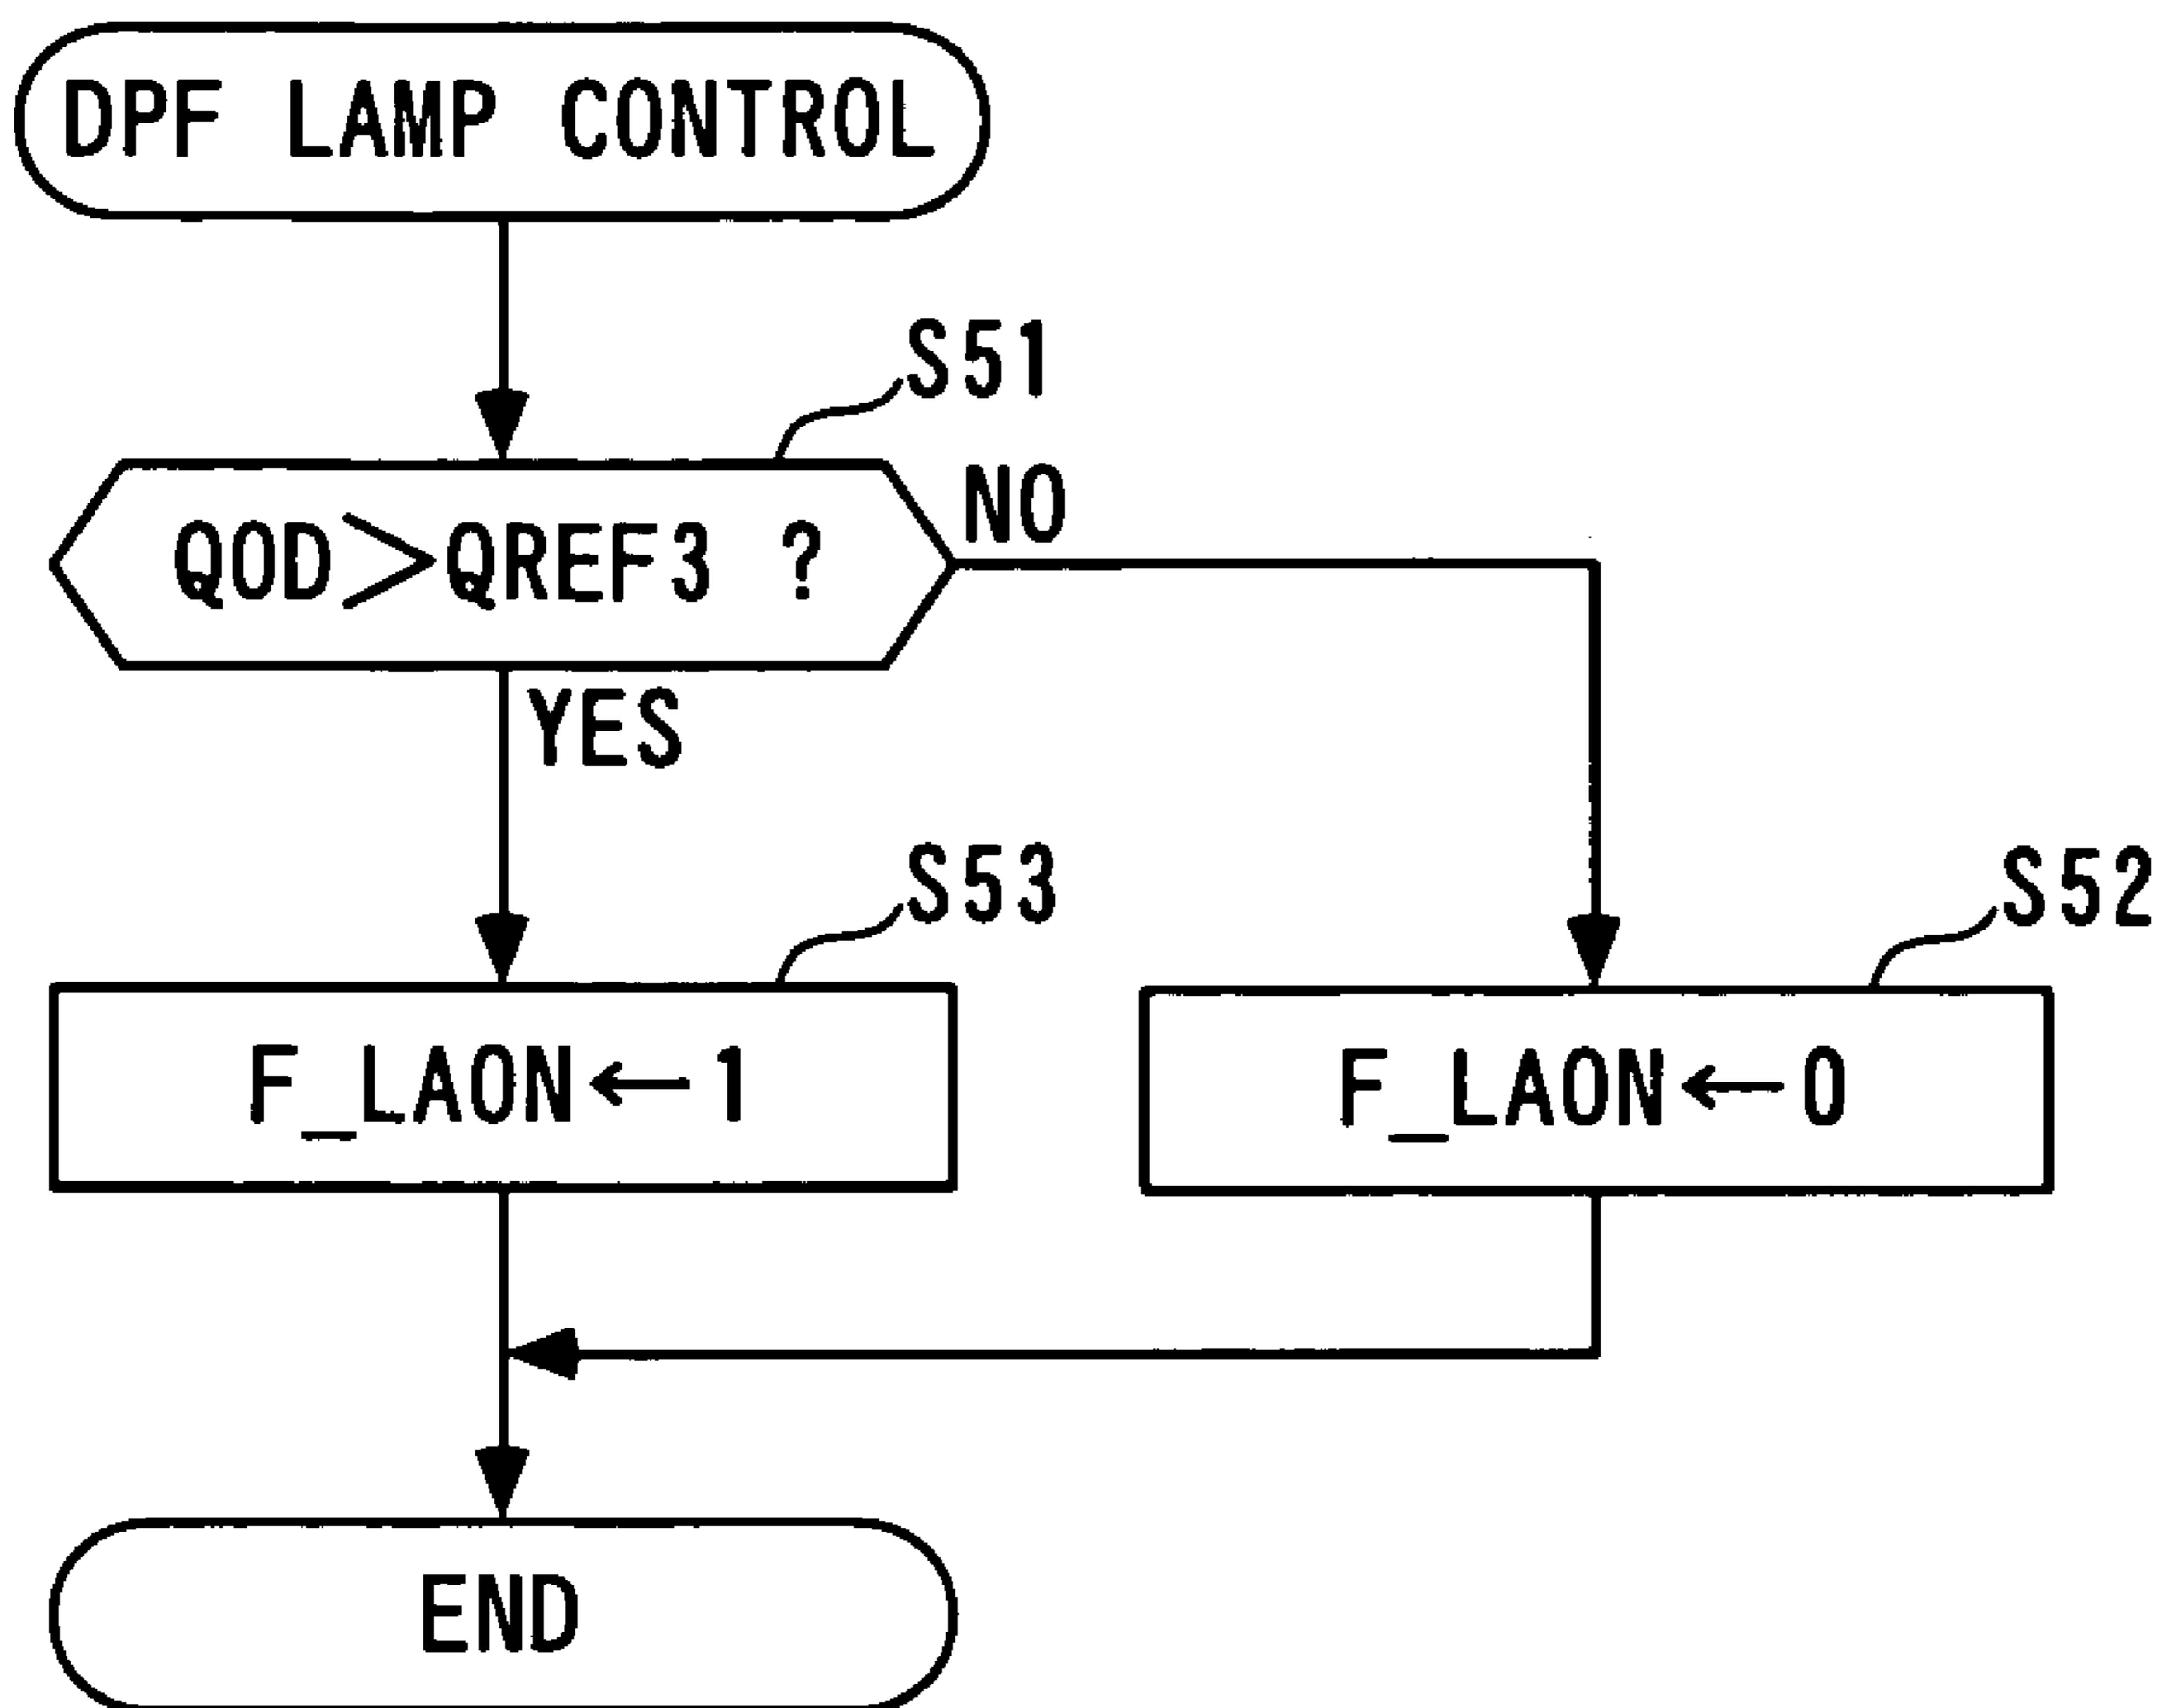 DPF LAMP CONTROL
S51
QOD>QREF3 ?
NO
YES
S53
F_LAON←1
S52
F_LAON←0
END